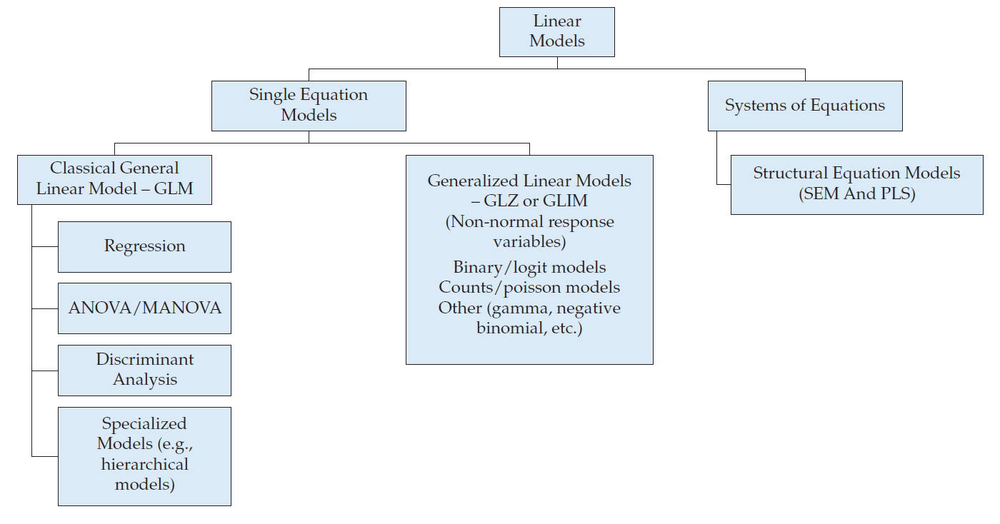 Linear
Models
Single Equation
Models
Systems of Equations
Classical General
Linear Model – GLM
Regression
ANOVA/MANOVA
Discriminant
Analysis
Specialized
Models (e.g.,
hierarchical
models)
Generalized Linear Models
– GLZ or GLIM
(Non-normal response
variables)
Binary/logit models
Counts/poisson models
Other (gamma, negative
binomial, etc.)
Structural Equation Models
(SEM And PLS)